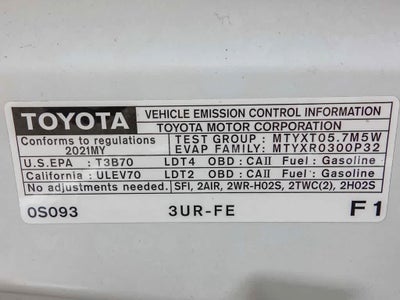 TOYOTA
VEHICLE EMISSION CONTROL INFORMATION
TOYOTA MOTOR CORPORATION
Conforms to regulations
2021MY
TEST GROUP : MTYXT05.7M5W
EVAP FAMILY: MTYXR0300P32
U.S.EPA : T3B70 LDT4 OBD : CAII Fuel : Gasoline
California : ULEV70 LDT2 OBD : CAII Fuel : Gasoline
No adjustments needed. SFI, 2AIR, 2WR-HO2S, 2TWC(2), 2HO2S
0S093 3UR-FE F1